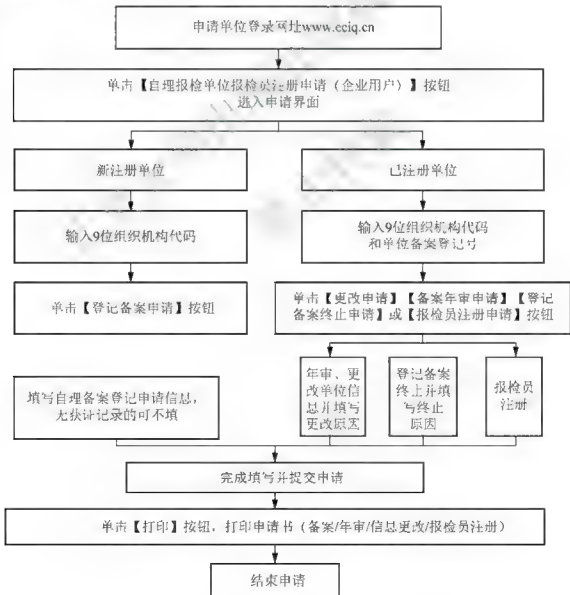 申请单位登录网址www.eciq.cn
单击【自理报检单位报检员注册申请（企业用户）】按钮
进入申请界面
新注册单位
已注册单位
输入9位组织机构代码
输入9位组织机构代码
和单位备案登记号
单击【登记备案申请】按钮
单击【更改申请】【备案年审申请】【登记
备案终止申请】或【报检员注册申请】按钮
填写自理备案登记申请信息，
无获证记录的可不填
年审、更
改单位信
息并填写
更改原因
登记备案
终止并填
写终止
原因
报检员
注册
完成填写并提交申请
单击【打印】按钮，打印申请书（备案/年审/信息更改/报检员注册）
结束申请